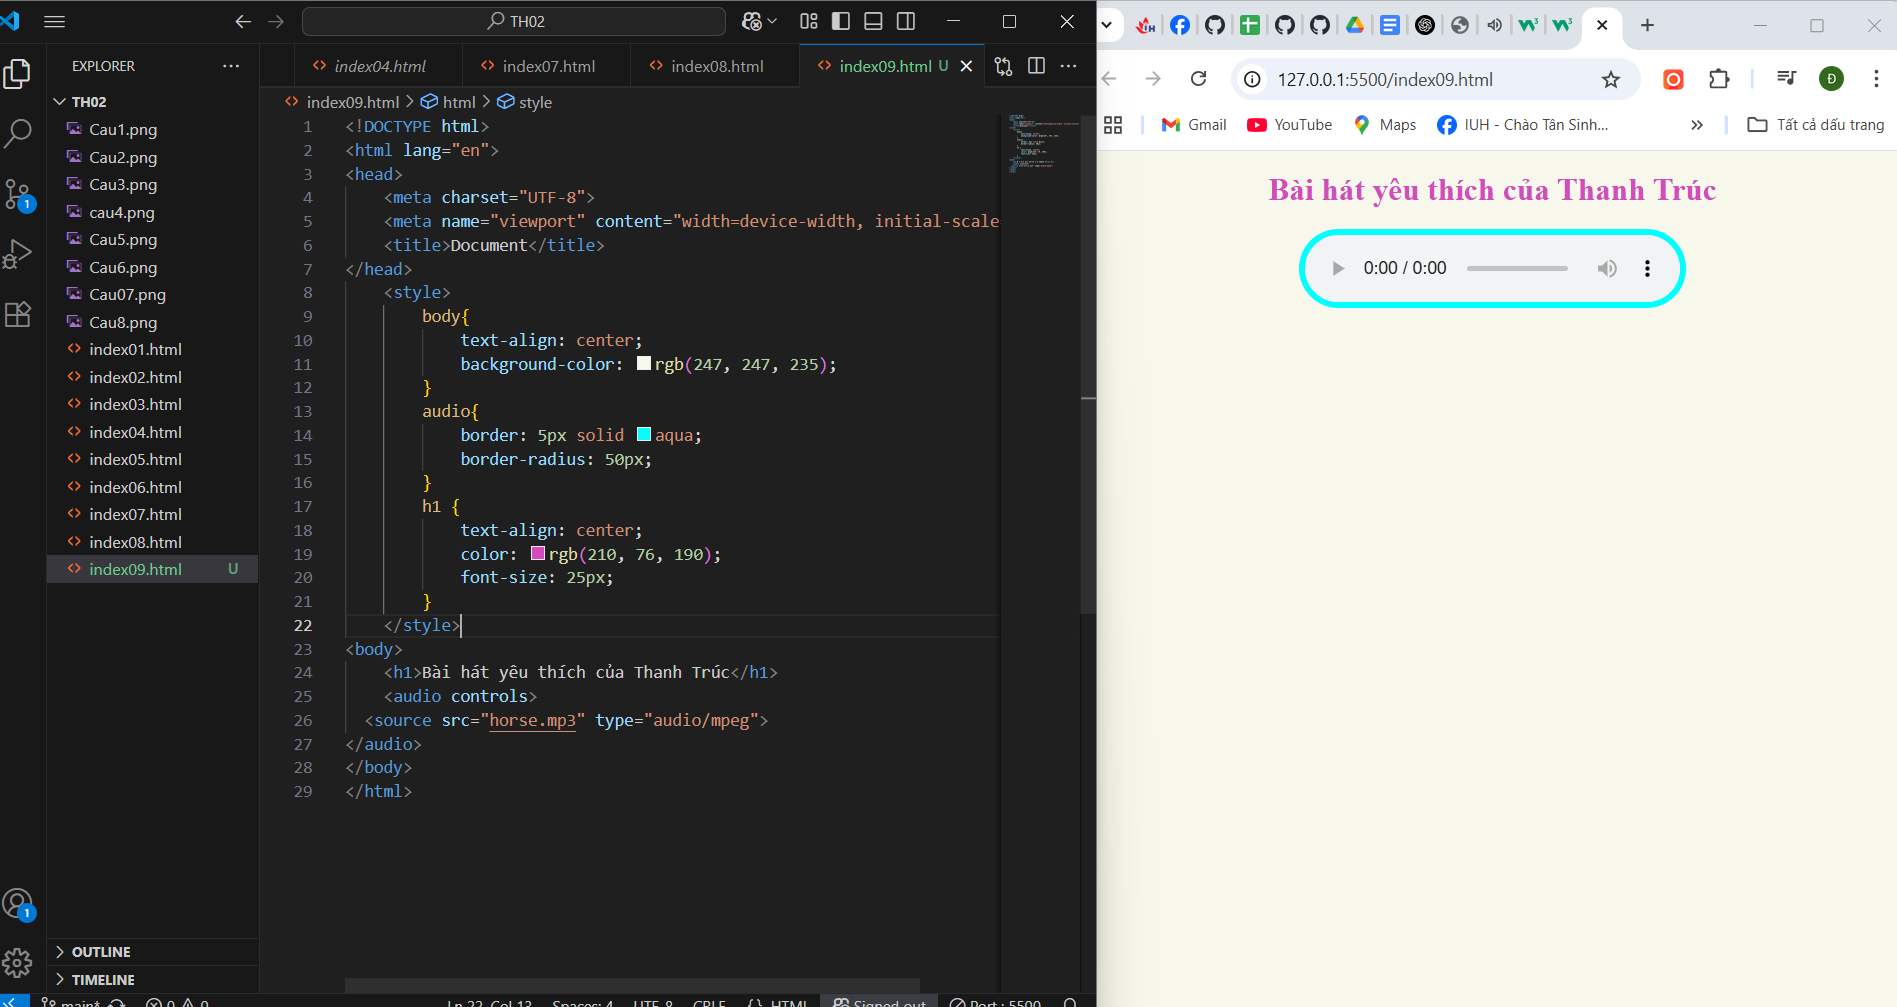 TH02
EXPLORER
TH02
Cau1.png
Cau2.png
Cau3.png
cau4.png
Cau5.png
Cau6.png
Cau07.png
Cau8.png
index01.html
index02.html
index03.html
index04.html
index05.html
index06.html
index07.html
index08.html
index09.html U
OUTLINE
TIMELINE
1
1
index04.html index07.html index08.html index09.html U
index09.html > html > style
1 <!DOCTYPE html>
2 <html lang="en">
3 <head>
4 <meta charset="UTF-8">
5 <meta name="viewport" content="width=device-width, initial-scale
6 <title>Document</title>
7 </head>
8 <style>
9 body{
10 text-align: center;
11 background-color: rgb(247, 247, 235);
12 }
13 audio{
14 border: 5px solid aqua;
15 border-radius: 50px;
16 }
17 h1 {
18 text-align: center;
19 color: rgb(210, 76, 190);
20 font-size: 25px;
21 }
22 </style>
23 <body>
24 <h1>Bài hát yêu thích của Thanh Trúc</h1>
25 <audio controls>
26 <source src="horse.mp3" type="audio/mpeg">
27 </audio>
28 </body>
29 </html>
main* 0 0 Ln 22, Col 13 Spaces: 4 UTF-8 CRLF {} HTML Signed out Port : 5500
127.0.0.1:5500/index09.html Đ
Gmail YouTube Maps IUH - Chào Tân Sinh... » Tất cả dấu trang
Bài hát yêu thích của Thanh Trúc
0:00 / 0:00